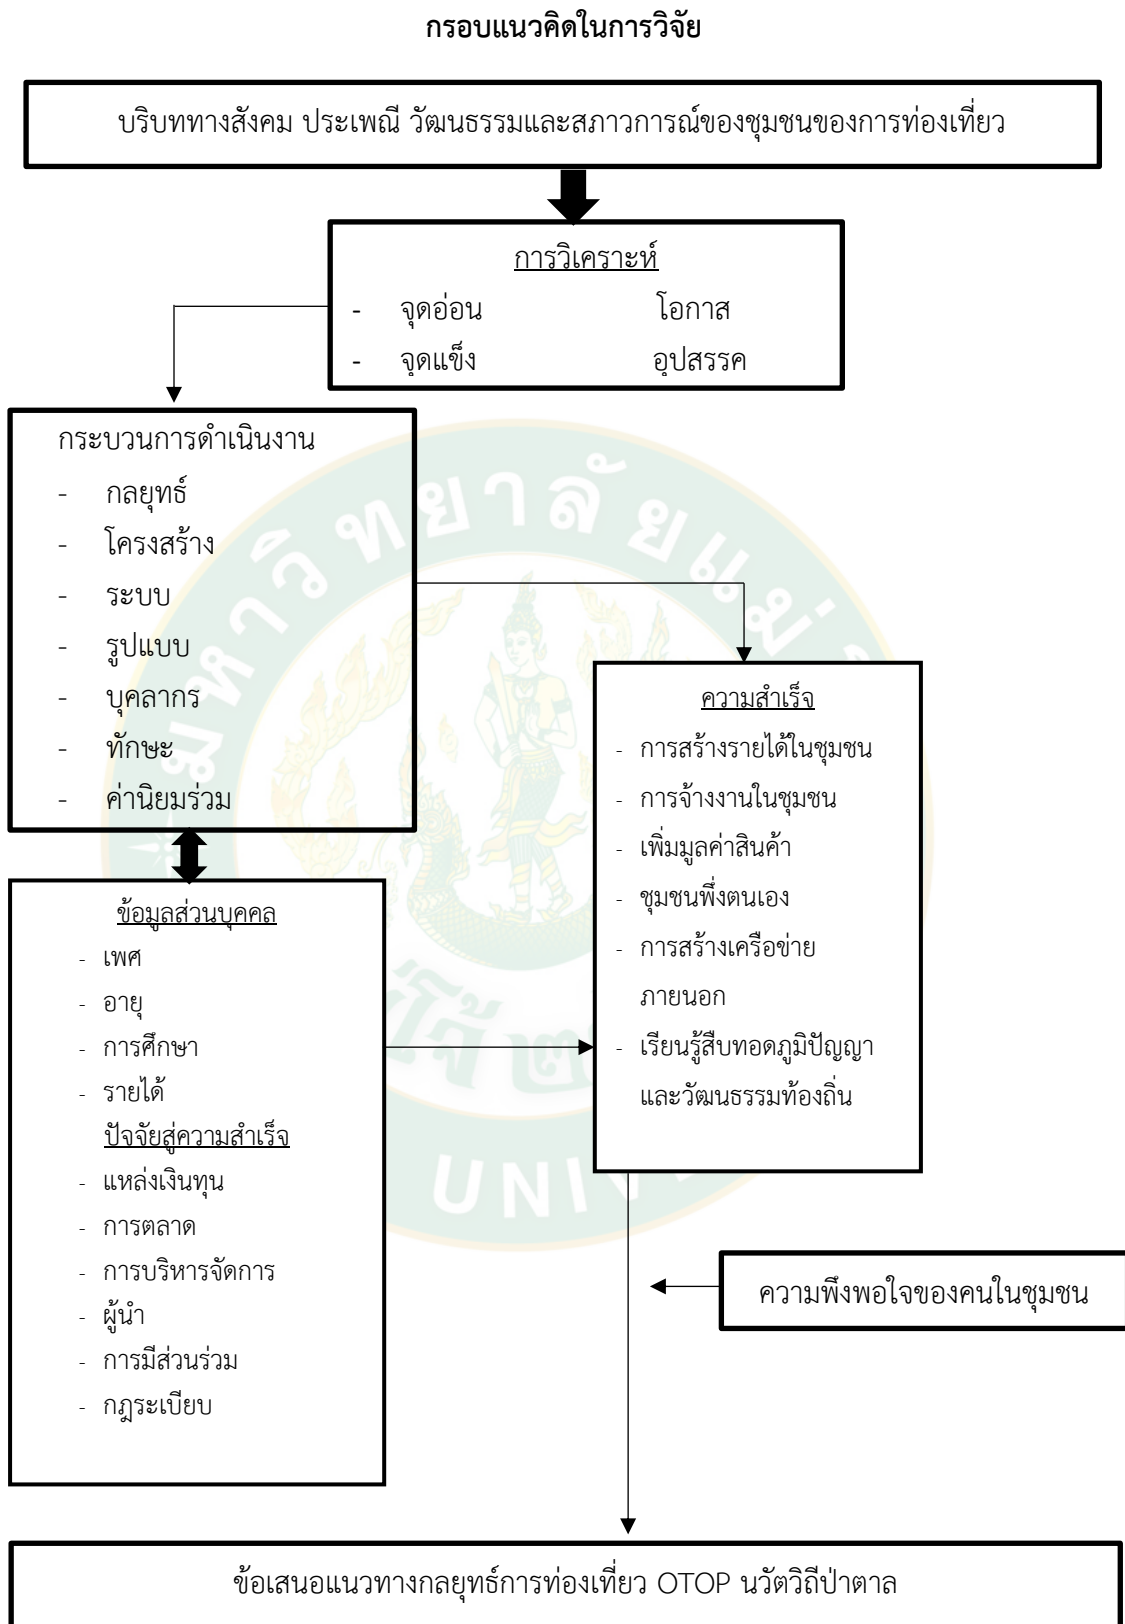 กรอบแนวคิดในการวิจัย
บริบททางสังคม ประเพณี วัฒนธรรมและสภาวการณ์ของชุมชนของการท่องเที่ยว
การวิเคราะห์
- จุดอ่อน โอกาส
- จุดแข็ง อุปสรรค
กระบวนการดำเนินงาน
- กลยุทธ์
- โครงสร้าง
- ระบบ
- รูปแบบ
- บุคลากร
- ทักษะ
- ค่านิยมร่วม
ข้อมูลส่วนบุคคล
- เพศ
- อายุ
- การศึกษา
- รายได้
ปัจจัยสู่ความสำเร็จ
- แหล่งเงินทุน
- การตลาด
- การบริหารจัดการ
- ผู้นำ
- การมีส่วนร่วม
- กฎระเบียบ
ความสำเร็จ
- การสร้างรายได้ในชุมชน
- การจ้างงานในชุมชน
- เพิ่มมูลค่าสินค้า
- ชุมชนพึ่งตนเอง
- การสร้างเครือข่าย
ภายนอก
- เรียนรู้สืบทอดภูมิปัญญา
และวัฒนธรรมท้องถิ่น
ความพึงพอใจของคนในชุมชน
ข้อเสนอแนวทางกลยุทธ์การท่องเที่ยว OTOP นวัตวิถีป่าตาล